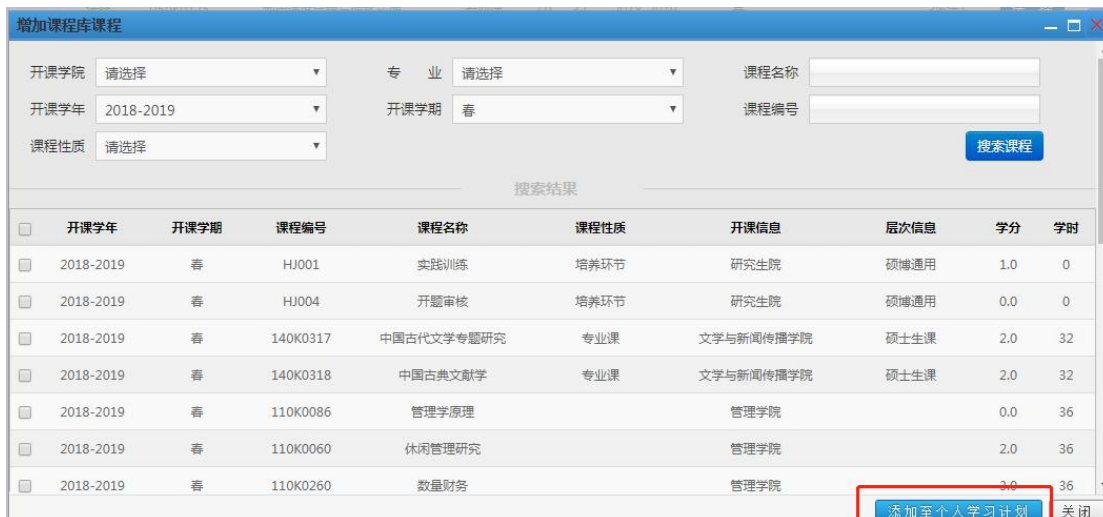 增加课程库课程
开课学院 请选择 专 业 请选择 课程名称
开课学年 2018-2019 开课学期 春 课程编号
课程性质 请选择 搜索课程
搜索结果
开课学年 开课学期 课程编号 课程名称 课程性质 开课信息 层次信息 学分 学时
2018-2019 春 HJ001 实践训练 培养环节 研究生院 硕博通用 1.0 0
2018-2019 春 HJ004 开题审核 培养环节 研究生院 硕博通用 0.0 0
2018-2019 春 140K0317 中国古代文学专题研究 专业课 文学与新闻传播学院 硕士生课 2.0 32
2018-2019 春 140K0318 中国古典文献学 专业课 文学与新闻传播学院 硕士生课 2.0 32
2018-2019 春 110K0086 管理学原理 管理学院 0.0 36
2018-2019 春 110K0060 休闲管理研究 管理学院 2.0 36
2018-2019 春 110K0260 数量财务 管理学院 3.0 36
添加至个人学习计划 关闭